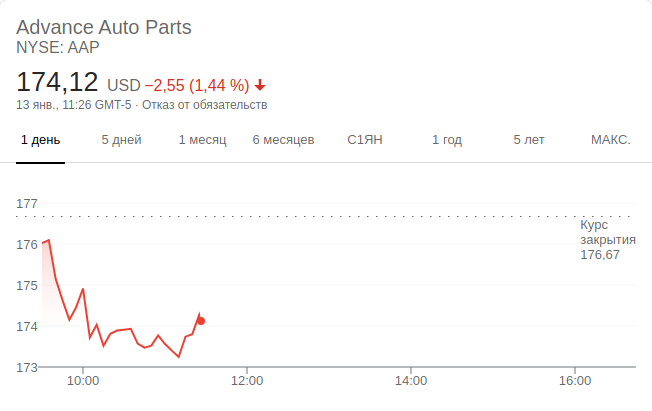 Advance Auto Parts
NYSE: AAP
174,12 USD −2,55 (1,44 %)
13 янв., 11:26 GMT-5 · Отказ от обязательств
1 день 5 дней 1 месяц 6 месяцев С1ЯН 1 год 5 лет МАКС.
177
Курс
закрытия
176,67
176
175
174
173
10:00 12:00 14:00 16:00